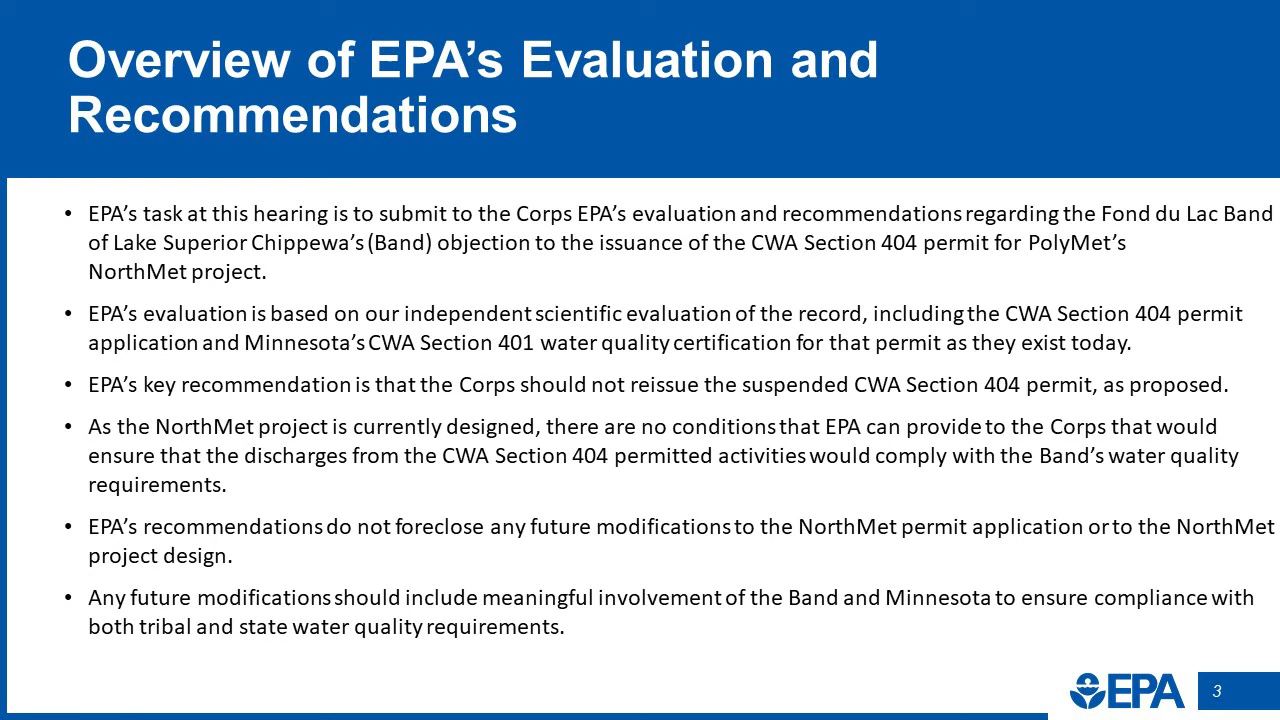 Overview of EPA’s Evaluation and
Recommendations
• EPA’s task at this hearing is to submit to the Corps EPA’s evaluation and recommendations regarding the Fond du Lac Band
of Lake Superior Chippewa’s (Band) objection to the issuance of the CWA Section 404 permit for PolyMet’s
NorthMet project.
• EPA’s evaluation is based on our independent scientific evaluation of the record, including the CWA Section 404 permit
application and Minnesota’s CWA Section 401 water quality certification for that permit as they exist today.
• EPA’s key recommendation is that the Corps should not reissue the suspended CWA Section 404 permit, as proposed.
• As the NorthMet project is currently designed, there are no conditions that EPA can provide to the Corps that would
ensure that the discharges from the CWA Section 404 permitted activities would comply with the Band’s water quality
requirements.
• EPA’s recommendations do not foreclose any future modifications to the NorthMet permit application or to the NorthMet
project design.
• Any future modifications should include meaningful involvement of the Band and Minnesota to ensure compliance with
both tribal and state water quality requirements.
EPA
3